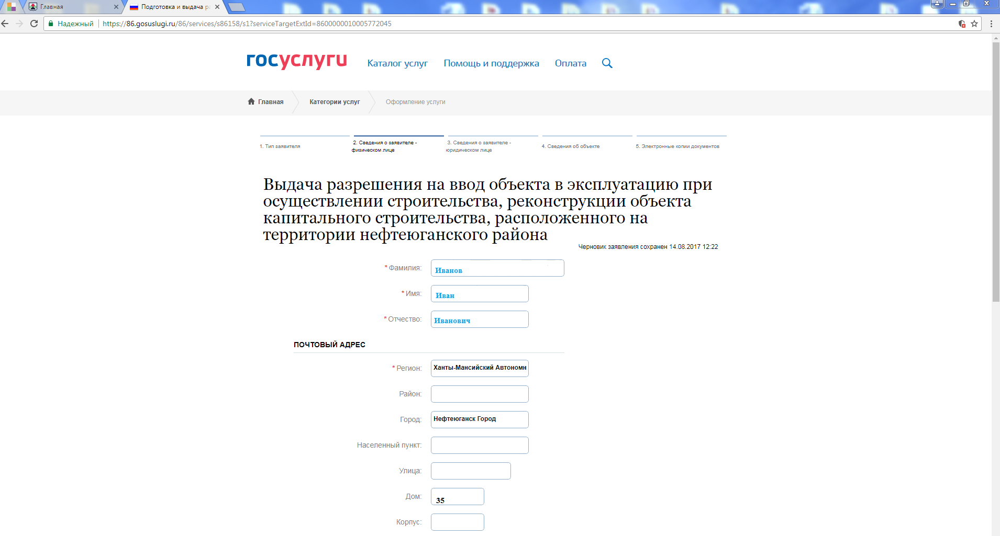 Главная
Подготовка и выдача ра
Надежный
https://86.gosuslugi.ru/86/services/s86158/s1?serviceTargetExtId=8600000010005772045
госуслуги
Каталог услуг
Помощь и поддержка
Оплата
Главная
Категории услуг
Оформление услуги
1. Тип заявителя
2. Сведения о заявителе -
физическом лице
3. Сведения о заявителе -
юридическом лице
4. Сведения об объекте
5. Электронные копии документов
Выдача разрешения на ввод объекта в эксплуатацию при
осуществлении строительства, реконструкции объекта
капитального строительства, расположенного на
территории нефтеюганского района
Черновик заявления сохранен 14.08.2017 12:22
* Фамилия:
Иванов
* Имя:
Иван
* Отчество:
Иванович
ПОЧТОВЫЙ АДРЕС
* Регион:
Ханты-Мансийский Автономн
Район:
Город:
Нефтеюганск Город
Населенный пункт:
Улица:
Дом:
35
Корпус: